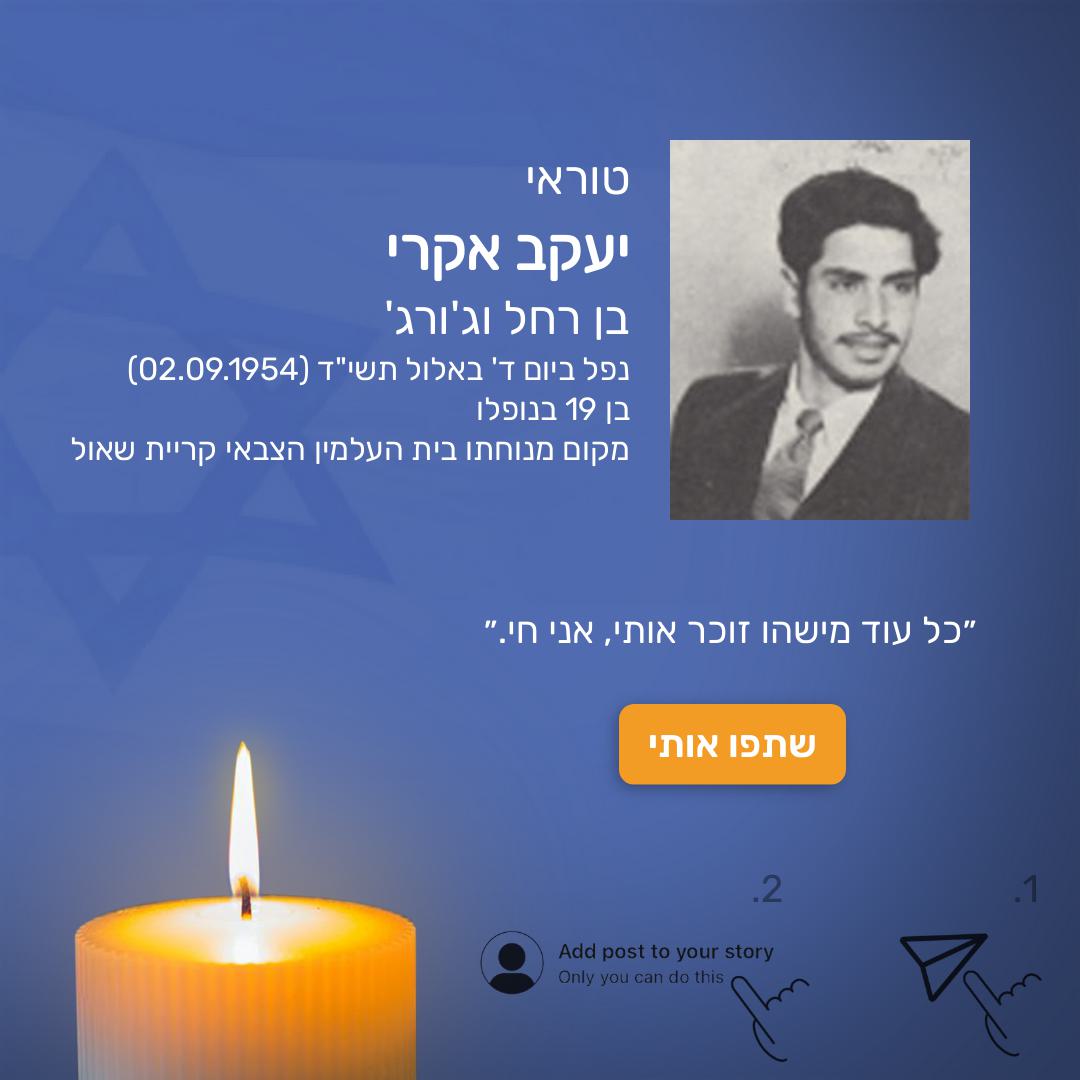 טוראי
יעקב אקרי
בן רחל וג'ורג'
נפל ביום ד' באלול תשי"ד (02.09.1954)
בן 19 בנופלו
מקום מנוחתו בית העלמין הצבאי קריית שאול
״כל עוד מישהו זוכר אותי, אני חי.״
שתפו אותי
1.
2.
Add post to your story
Only you can do this